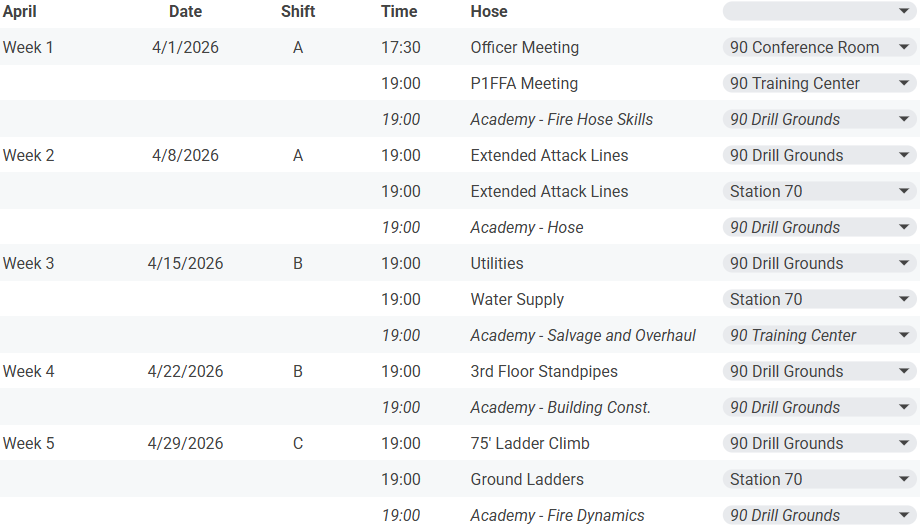 April Date Shift Time Hose
Week 1 4/1/2026 A 17:30 Officer Meeting 90 Conference Room
19:00 P1FFA Meeting 90 Training Center
19:00 Academy - Fire Hose Skills 90 Drill Grounds
Week 2 4/8/2026 A 19:00 Extended Attack Lines 90 Drill Grounds
19:00 Extended Attack Lines Station 70
19:00 Academy - Hose 90 Drill Grounds
Week 3 4/15/2026 B 19:00 Utilities 90 Drill Grounds
19:00 Water Supply Station 70
19:00 Academy - Salvage and Overhaul 90 Training Center
Week 4 4/22/2026 B 19:00 3rd Floor Standpipes 90 Drill Grounds
19:00 Academy - Building Const. 90 Drill Grounds
Week 5 4/29/2026 C 19:00 75' Ladder Climb 90 Drill Grounds
19:00 Ground Ladders Station 70
19:00 Academy - Fire Dynamics 90 Drill Grounds